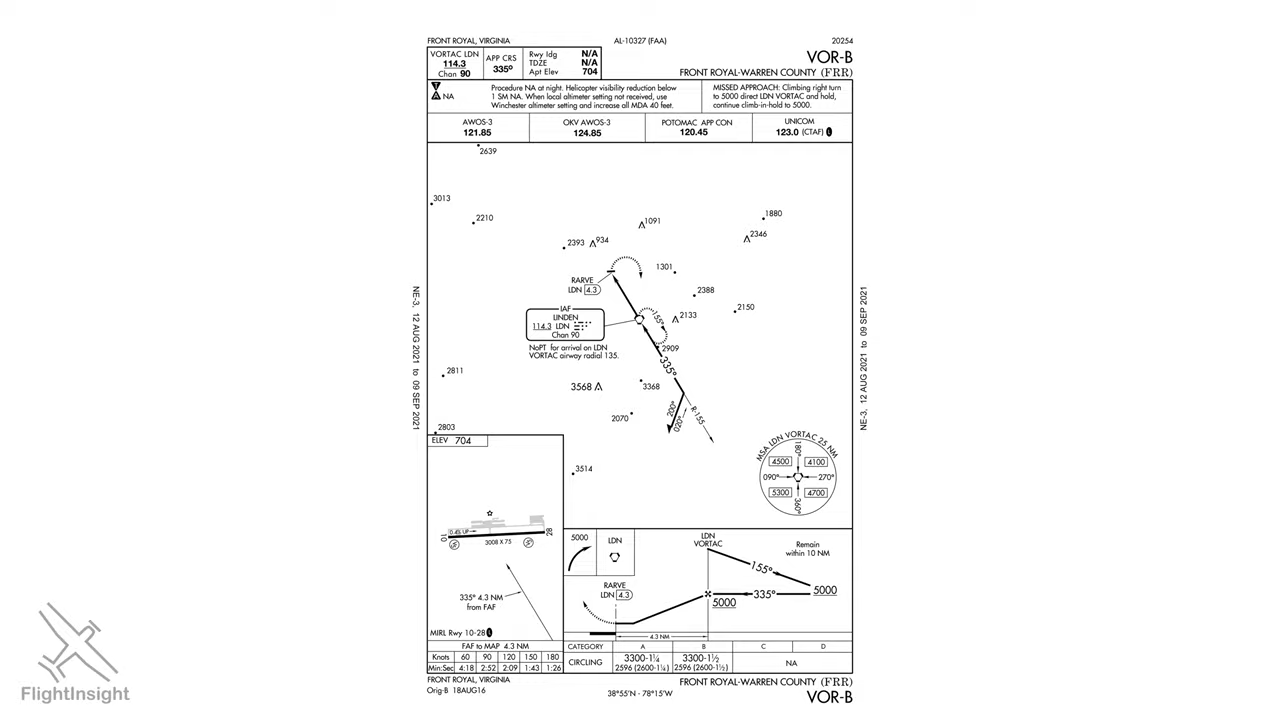 FRONT ROYAL, VIRGINIA
AL-10327 (FAA)
20254
VORTAC LDN
114.3
Chan 90
APP CRS
335°
Rwy Idg N/A
TDZE N/A
Apt Elev 704
VOR-B
FRONT ROYAL-WARREN COUNTY (FRR)
T
A NA
Procedure NA at night. Helicopter visibility reduction below
1 SM NA. When local altimeter setting not received, use
Winchester altimeter setting and increase all MDA 40 feet.
MISSED APPROACH: Climbing right turn
to 5000 direct LDN VORTAC and hold,
continue climb-in-hold to 5000.
AWOS-3
121.85
OKV AWOS-3
124.85
POTOMAC APP CON
120.45
UNICOM
123.0 (CTAF) L
2639
3013
2210
1880
1091
2346
934
2393
1301
RARVE
LDN 4.3
2388
2150
2133
IAF
LINDEN
114.3 LDN
Chan 90
155°
NoPT for arrival on LDN
VORTAC airway radial 135.
2909
335°
2811
3568
3368
2070
200°
020°
R-155
2803
3514
NE-3, 12 AUG 2021 to 09 SEP 2021
NE-3, 12 AUG 2021 to 09 SEP 2021
MSA LDN VORTAC 25 NM
180°
4500
4100
090°
270°
5300
4700
360°
ELEV 704
0.4% UP
10
28
3008 X 75
335° 4.3 NM
from FAF
MIRL Rwy 10-28 L
5000
LDN
LDN
VORTAC
Remain
within 10 NM
155°
5000
RARVE
LDN 4.3
335°
5000
4.3 NM
FAF to MAP 4.3 NM
Knots 60 90 120 150 180
Min:Sec 4:18 2:52 2:09 1:43 1:26
CATEGORY A B C D
CIRCLING
3300-1¼
2596 (2600-1¼)
3300-1½
2596 (2600-1½)
NA
FRONT ROYAL, VIRGINIA
Orig-B 18AUG16
38°55'N - 78°15'W
FRONT ROYAL-WARREN COUNTY (FRR)
VOR-B
FlightInsight